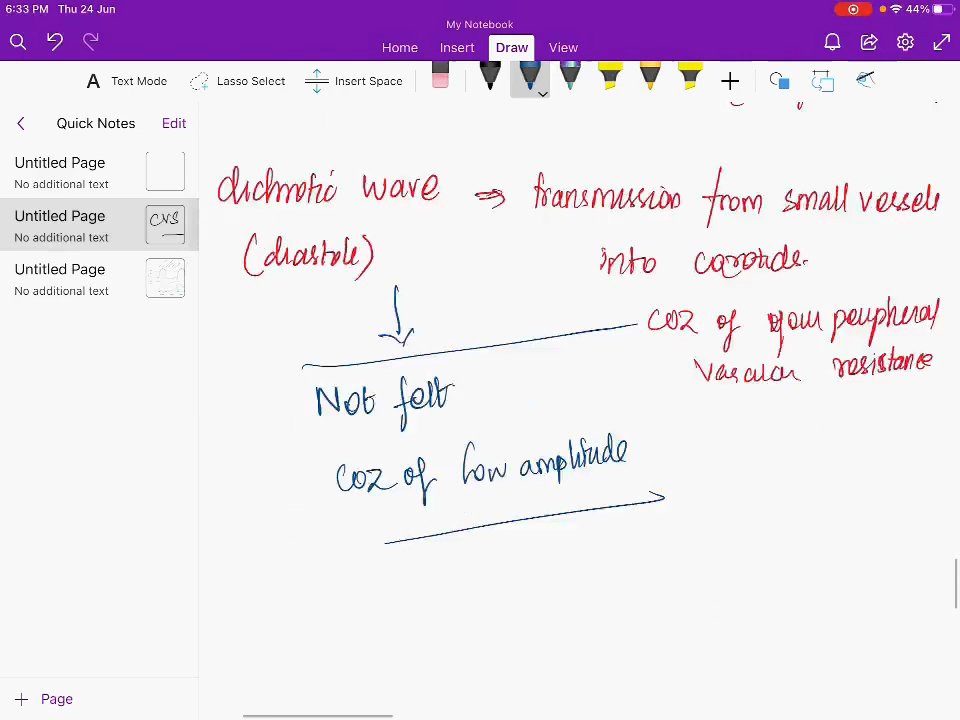 6:33 PM Thu 24 Jun 44%
My Notebook
Home Insert Draw View
Text Mode Lasso Select Insert Space
Quick Notes Edit
Untitled Page
No additional text
Untitled Page
No additional text
CNS
Untitled Page
No additional text
Page
dichrotic wave ⇒ transmission from small vessels
(diastole) into carotids.
COZ of your peripheral
vascular resistance
↓
Not felt
COZ of low amplitude